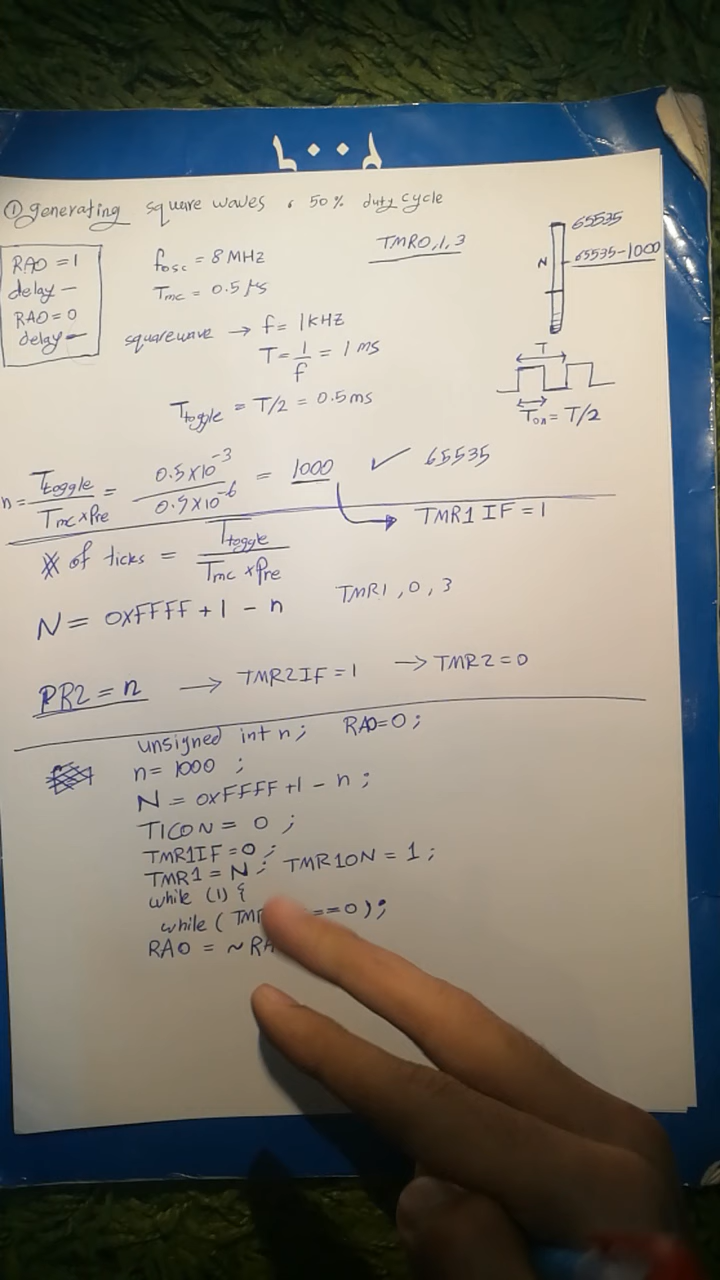 ① generating square waves, 50% duty cycle
RA0 = 1
delay —
RA0 = 0
delay —
fosc = 8 MHz
Tmc = 0.5 μs
TMR0,1,3
squarewave → f = 1 kHz
T = 1/f = 1 ms
Ttoggle = T/2 = 0.5 ms
65535
N
65535-1000
T
Ton = T/2
n = Ttoggle / Tmc × Pre = 0.5×10^-3 / 0.5×10^-6 = 1000 ✓ 65535
→ TMR1IF = 1
# of ticks = Ttoggle / Tmc × Pre
N = 0xFFFF + 1 - n TMR1, 0, 3
PR2 = n → TMR2IF = 1 → TMR2 = 0
unsigned int n; RA0=0;
n = 1000 ;
N = 0xFFFF +1 - n ;
T1CON = 0 ;
TMR1IF = 0 ;
TMR1 = N ; TMR1ON = 1 ;
while (1) {
while ( ==0);
RA0 = ~